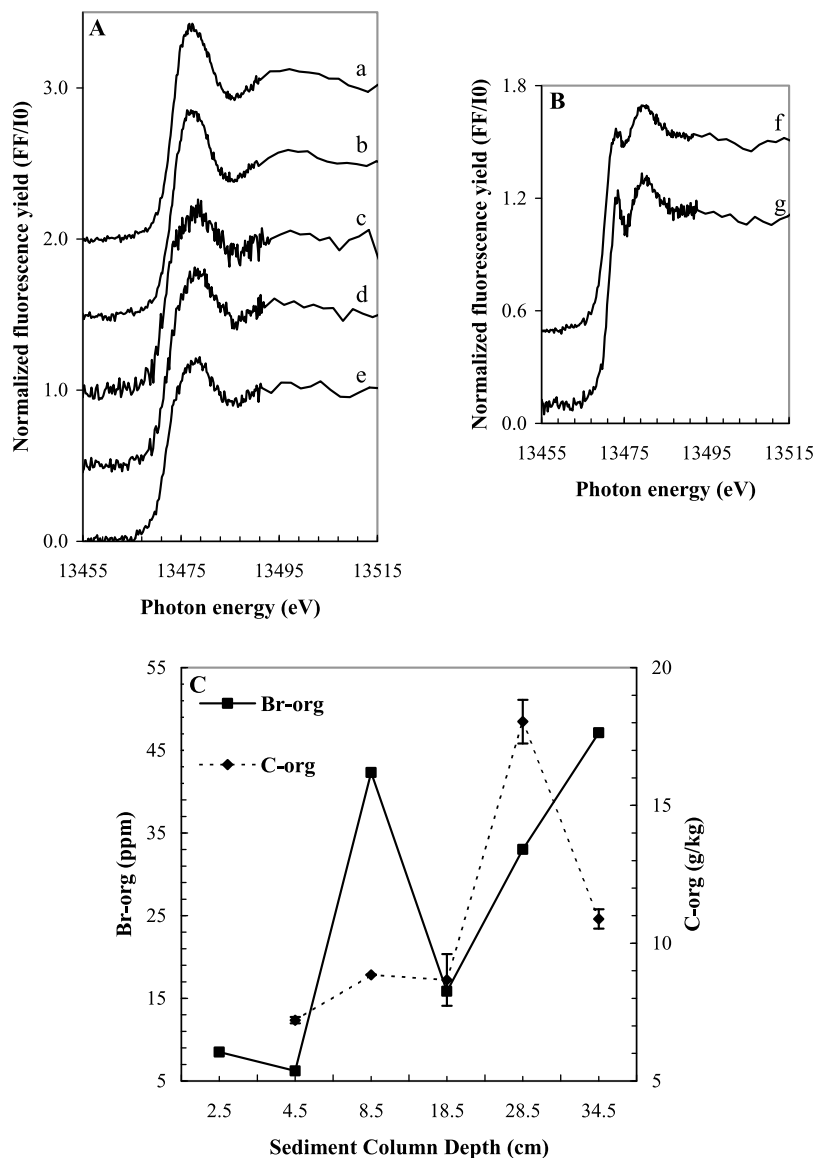 A
Normalized fluorescence yield (FF/I0)
3.0
2.0
1.0
0.0
a
b
c
d
e
13455 13475 13495 13515
Photon energy (eV)
B
Normalized fluorescence yield (FF/I0)
1.8
1.2
0.6
0.0
f
g
13455 13475 13495 13515
Photon energy (eV)
C
Br-org
C-org
Br-org (ppm)
55
45
35
25
15
5
C-org (g/kg)
20
15
10
5
2.5 4.5 8.5 18.5 28.5 34.5
Sediment Column Depth (cm)